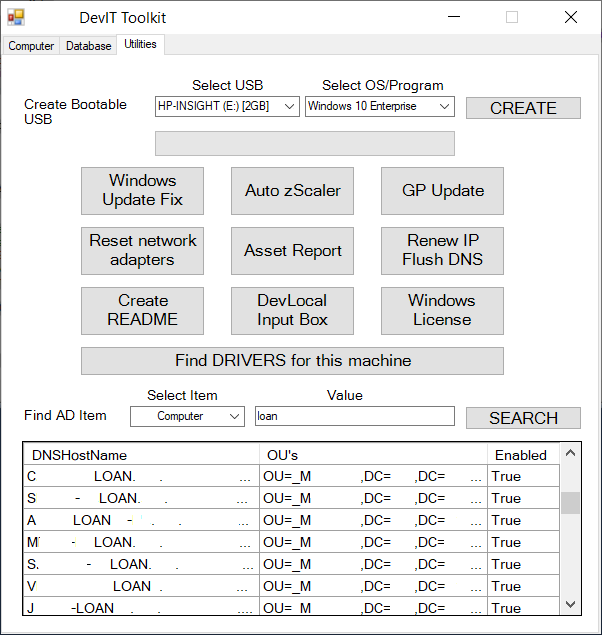 DevIT Toolkit
Computer Database Utilities
Select USB Select OS/Program
Create Bootable
USB
HP-INSIGHT (E:) [2GB] Windows 10 Enterprise CREATE
Windows
Update Fix
Auto zScaler
GP Update
Reset network
adapters
Asset Report
Renew IP
Flush DNS
Create
README
DevLocal
Input Box
Windows
License
Find DRIVERS for this machine
Select Item Value
Find AD Item Computer loan SEARCH
DNSHostName OU's Enabled
C LOAN. . ... OU=_M ,DC= ,DC= ... True
S - LOAN. . ... OU=_M ,DC= ,DC= ... True
A LOAN - . . ... OU=_M ,DC= ,DC= ... True
M - LOAN. . ... OU=_M ,DC= ,DC= ... True
S. - LOAN. . ... OU=_M ,DC= ,DC= ... True
V LOAN . ... OU=_M ,DC= ,DC= ... True
J -LOAN . . .... OU=_M ,DC= ,DC= ... True